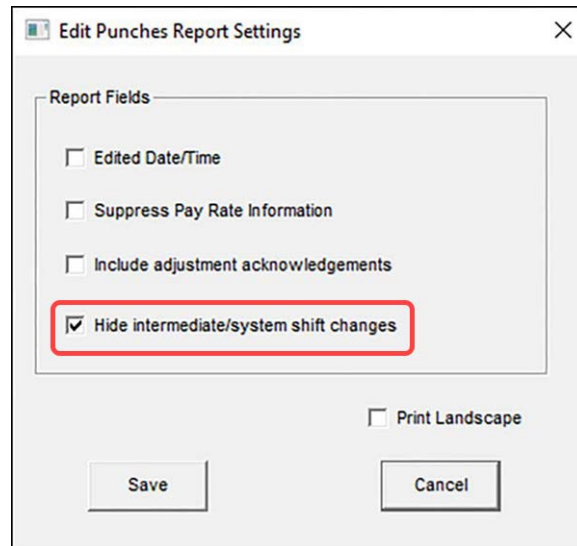 Edit Punches Report Settings
Report Fields
Edited Date/Time
Suppress Pay Rate Information
Include adjustment acknowledgements
Hide intermediate/system shift changes
Print Landscape
Save
Cancel